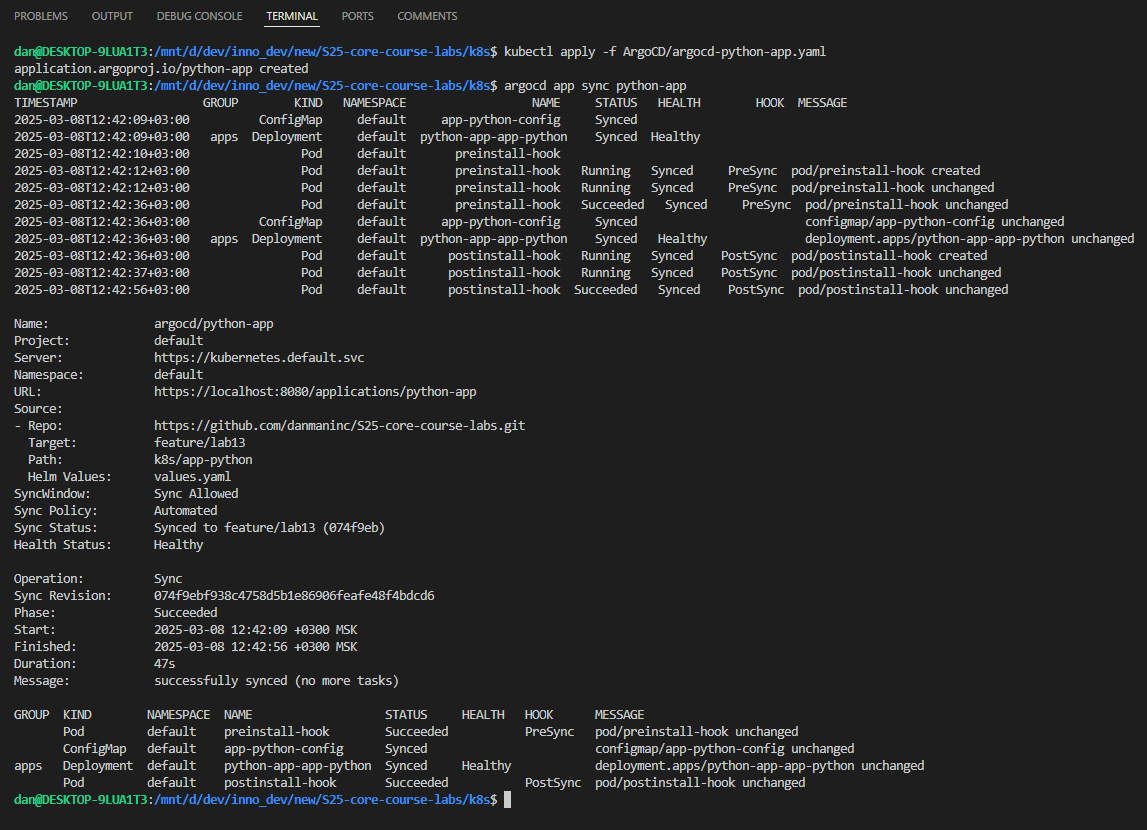 PROBLEMS OUTPUT DEBUG CONSOLE TERMINAL PORTS COMMENTS
dan@DESKTOP-9LUA1T3:/mnt/d/dev/inno_dev/new/S25-core-course-labs/k8s$ kubectl apply -f ArgoCD/argocd-python-app.yaml
application.argoproj.io/python-app created
dan@DESKTOP-9LUA1T3:/mnt/d/dev/inno_dev/new/S25-core-course-labs/k8s$ argocd app sync python-app
TIMESTAMP GROUP KIND NAMESPACE NAME STATUS HEALTH HOOK MESSAGE
2025-03-08T12:42:09+03:00 ConfigMap default app-python-config Synced
2025-03-08T12:42:09+03:00 apps Deployment default python-app-app-python Synced Healthy
2025-03-08T12:42:10+03:00 Pod default preinstall-hook
2025-03-08T12:42:12+03:00 Pod default preinstall-hook Running Synced PreSync pod/preinstall-hook created
2025-03-08T12:42:12+03:00 Pod default preinstall-hook Running Synced PreSync pod/preinstall-hook unchanged
2025-03-08T12:42:36+03:00 Pod default preinstall-hook Succeeded Synced PreSync pod/preinstall-hook unchanged
2025-03-08T12:42:36+03:00 ConfigMap default app-python-config Synced configmap/app-python-config unchanged
2025-03-08T12:42:36+03:00 apps Deployment default python-app-app-python Synced Healthy deployment.apps/python-app-app-python unchanged
2025-03-08T12:42:36+03:00 Pod default postinstall-hook Running Synced PostSync pod/postinstall-hook created
2025-03-08T12:42:37+03:00 Pod default postinstall-hook Running Synced PostSync pod/postinstall-hook unchanged
2025-03-08T12:42:56+03:00 Pod default postinstall-hook Succeeded Synced PostSync pod/postinstall-hook unchanged
Name: argocd/python-app
Project: default
Server: https://kubernetes.default.svc
Namespace: default
URL: https://localhost:8080/applications/python-app
Source:
- Repo: https://github.com/danmaninc/S25-core-course-labs.git
Target: feature/lab13
Path: k8s/app-python
Helm Values: values.yaml
SyncWindow: Sync Allowed
Sync Policy: Automated
Sync Status: Synced to feature/lab13 (074f9eb)
Health Status: Healthy
Operation: Sync
Sync Revision: 074f9ebf938c4758d5b1e86906feafe48f4bdcd6
Phase: Succeeded
Start: 2025-03-08 12:42:09 +0300 MSK
Finished: 2025-03-08 12:42:56 +0300 MSK
Duration: 47s
Message: successfully synced (no more tasks)
GROUP KIND NAMESPACE NAME STATUS HEALTH HOOK MESSAGE
Pod default preinstall-hook Succeeded PreSync pod/preinstall-hook unchanged
ConfigMap default app-python-config Synced configmap/app-python-config unchanged
apps Deployment default python-app-app-python Synced Healthy deployment.apps/python-app-app-python unchanged
Pod default postinstall-hook Succeeded PostSync pod/postinstall-hook unchanged
dan@DESKTOP-9LUA1T3:/mnt/d/dev/inno_dev/new/S25-core-course-labs/k8s$